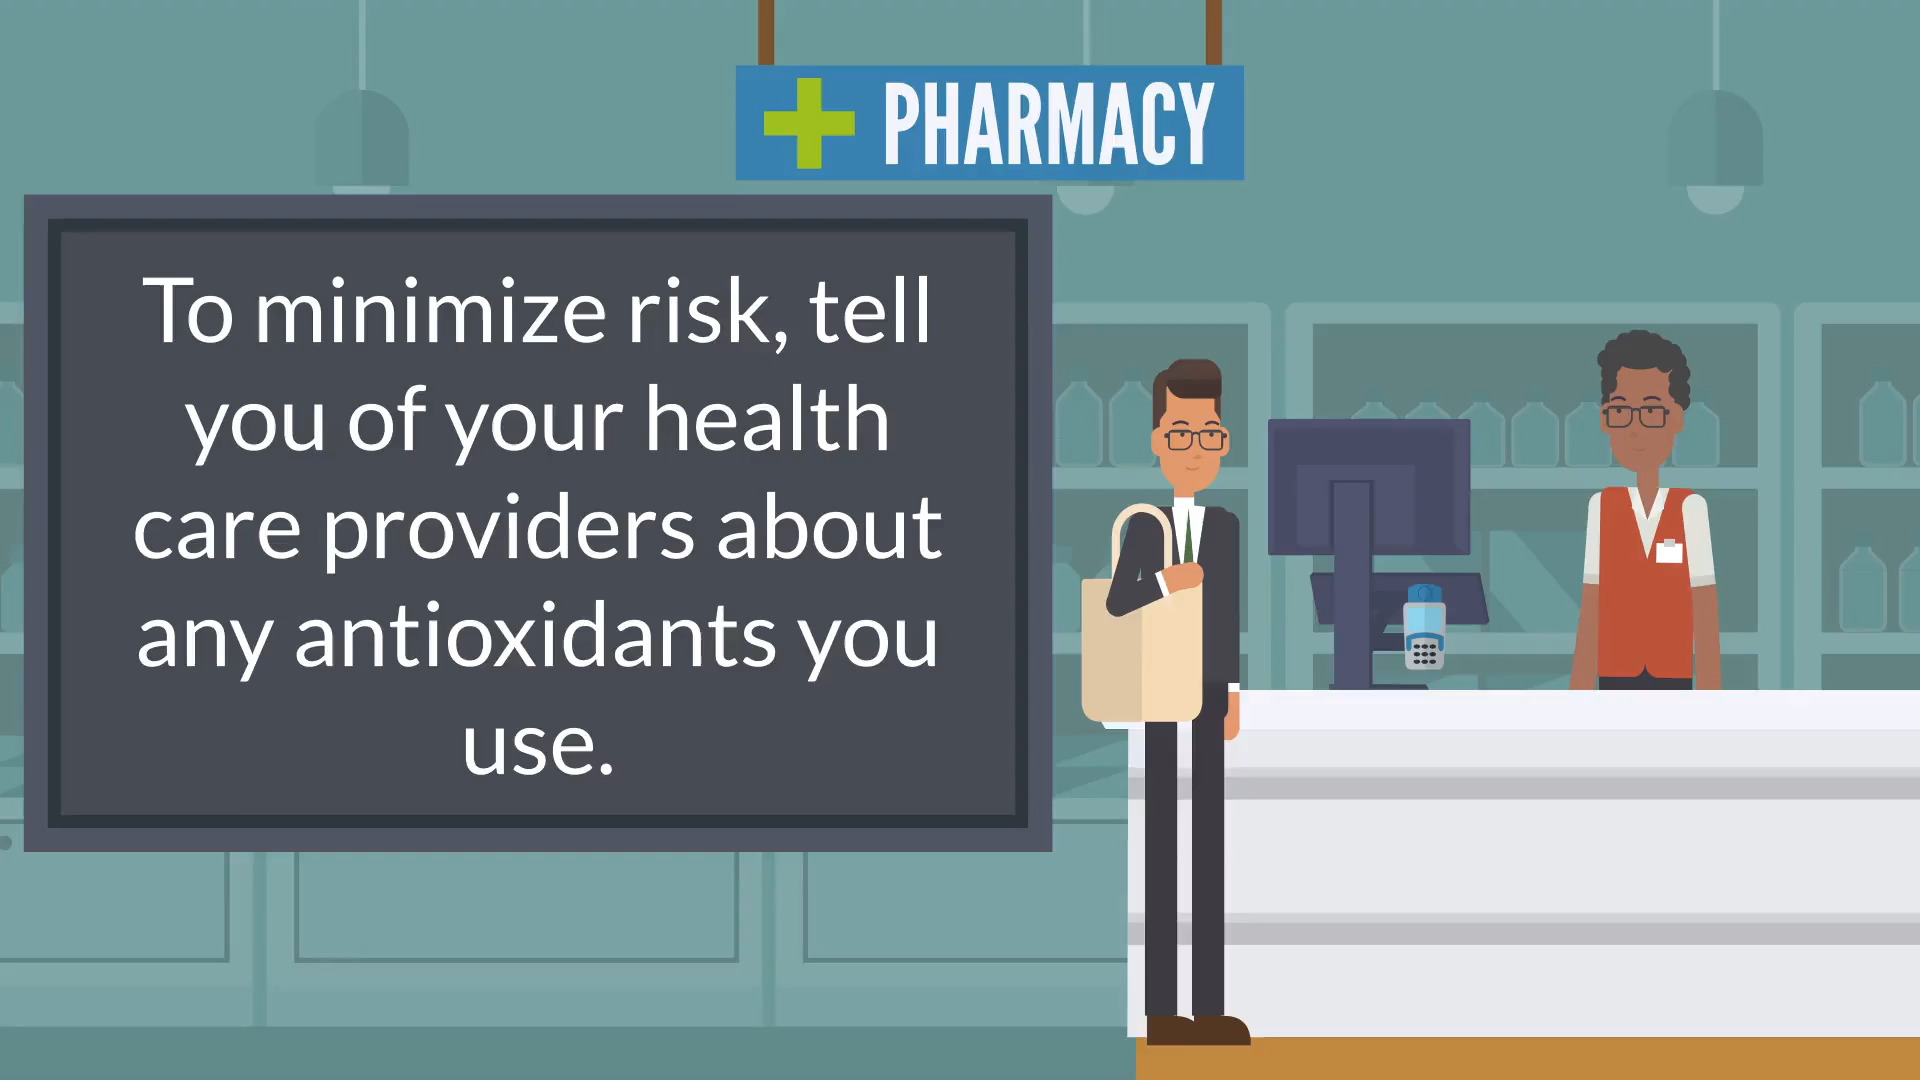 PHARMACY
To minimize risk, tell
you of your health
care providers about
any antioxidants you
use.